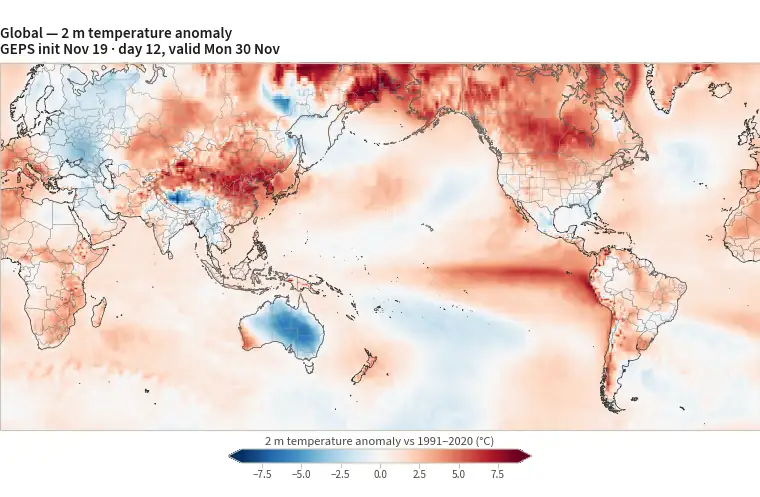 Global — 2 m temperature anomaly
GEPS init Nov 19 · day 12, valid Mon 30 Nov
2 m temperature anomaly vs 1991–2020 (°C)
−7.5 −5.0 −2.5 0.0 2.5 5.0 7.5